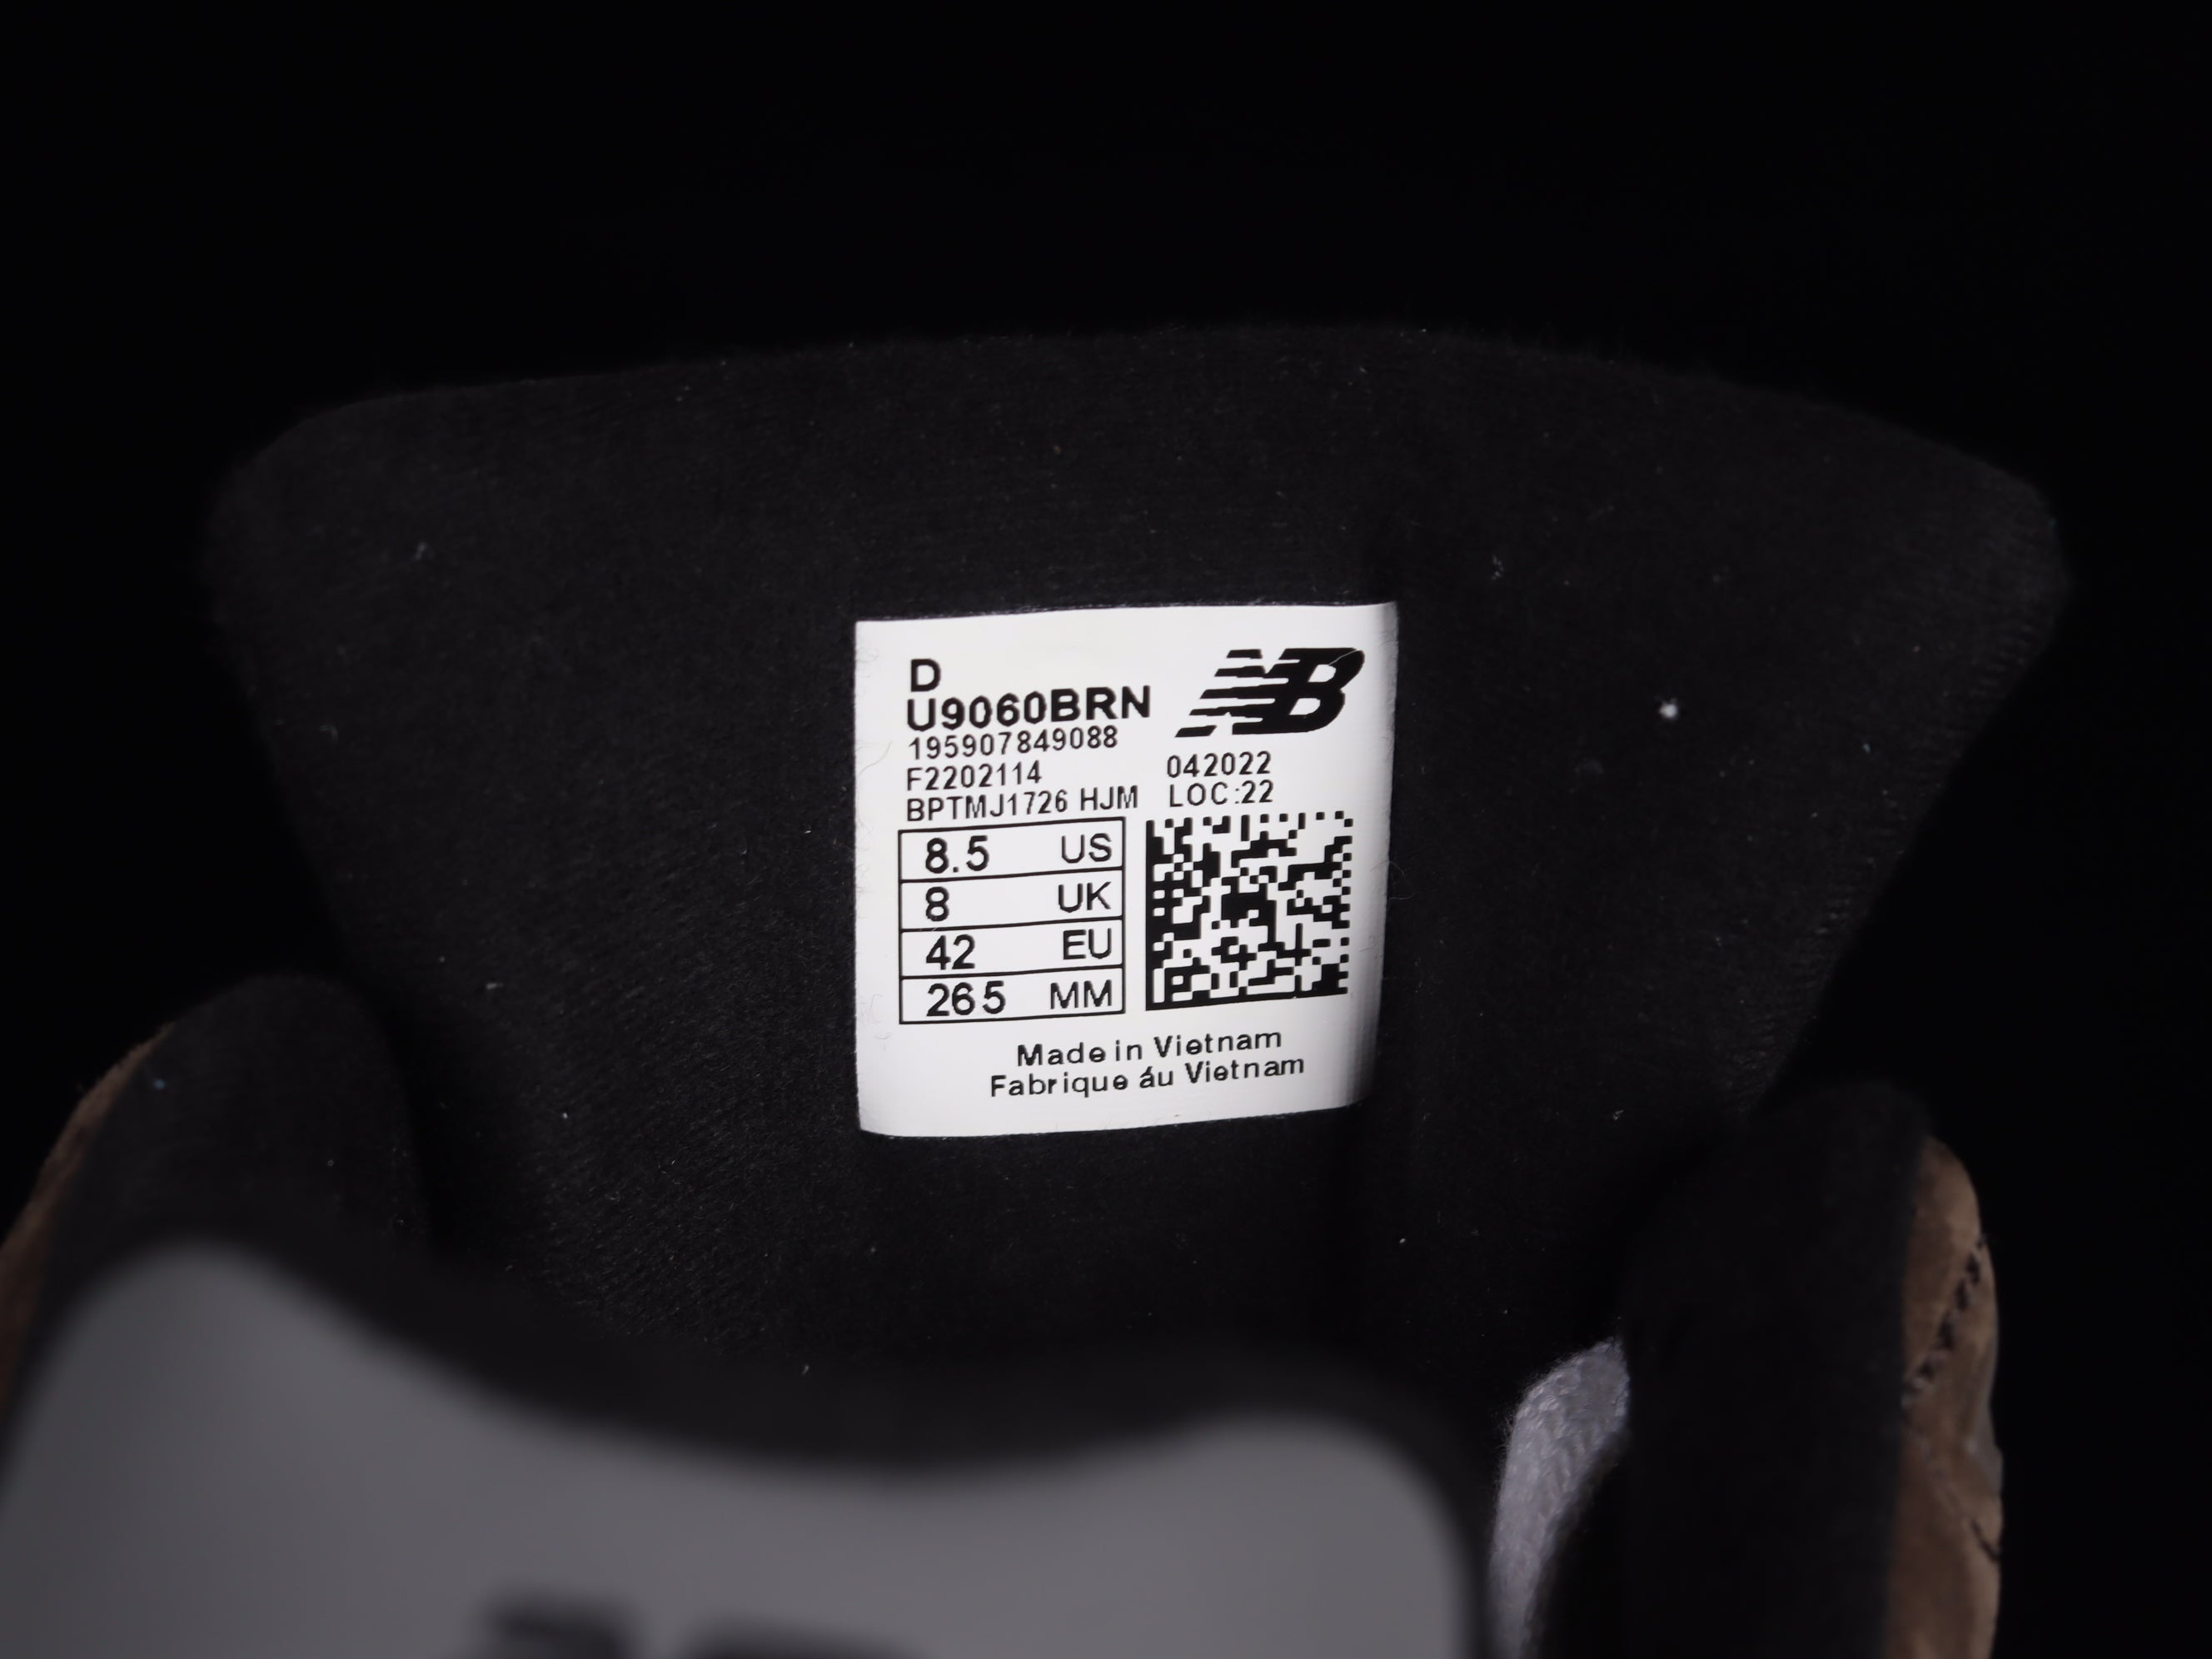 D
U9060BRN
NB
195907849088
F2202114
042022
BPTMJ1726 HJM
LOC:22
8.5 US
8 UK
42 EU
265 MM
Made in Vietnam
Fabrique áu Vietnam